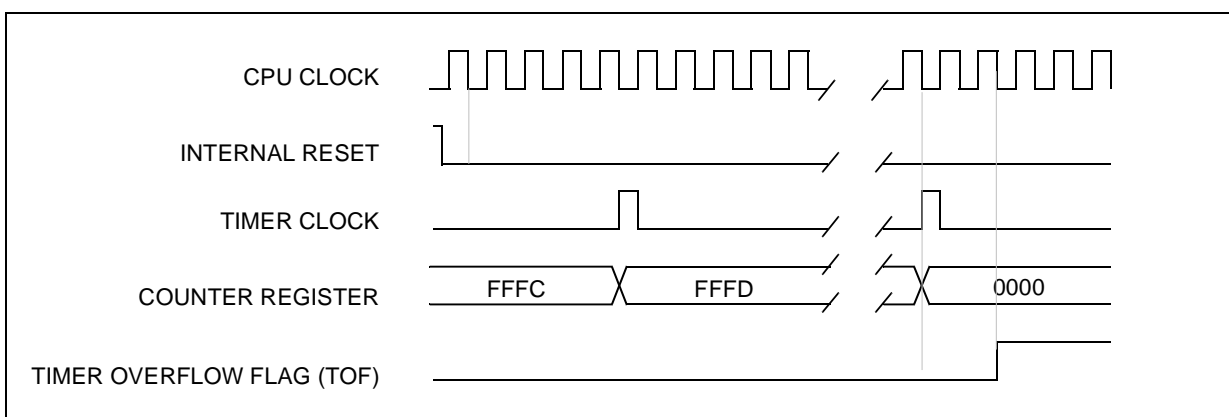 CPU CLOCK
INTERNAL RESET
TIMER CLOCK
COUNTER REGISTER FFFC FFFD 0000
TIMER OVERFLOW FLAG (TOF)